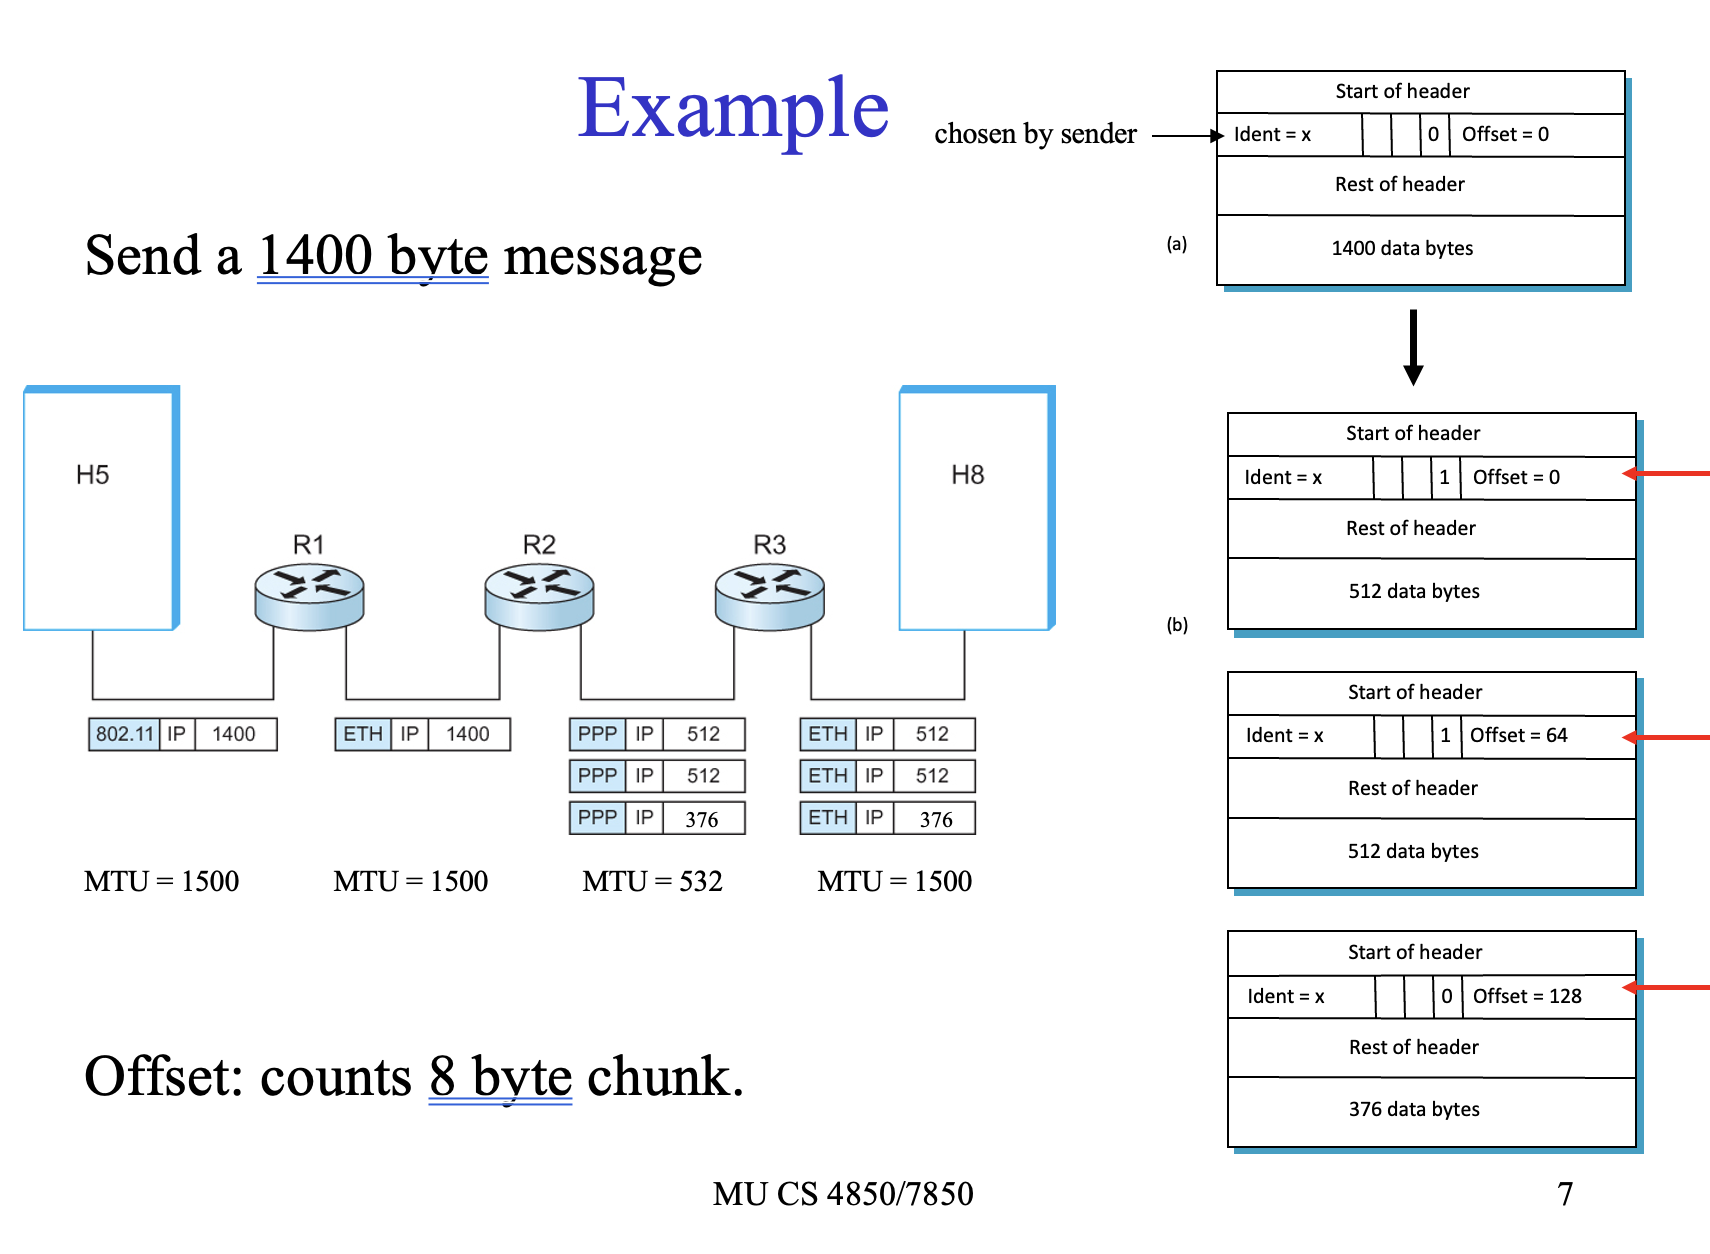 Example
chosen by sender
Send a 1400 byte message
Start of header
Ident = x 0 Offset = 0
Rest of header
(a)
1400 data bytes
H5
H8
R1
R2
R3
802.11 IP 1400
ETH IP 1400
PPP IP 512
PPP IP 512
PPP IP 376
ETH IP 512
ETH IP 512
ETH IP 376
MTU = 1500
MTU = 1500
MTU = 532
MTU = 1500
Start of header
Ident = x 1 Offset = 0
Rest of header
512 data bytes
(b)
Start of header
Ident = x 1 Offset = 64
Rest of header
512 data bytes
Start of header
Ident = x 0 Offset = 128
Rest of header
376 data bytes
Offset: counts 8 byte chunk.
MU CS 4850/7850
7